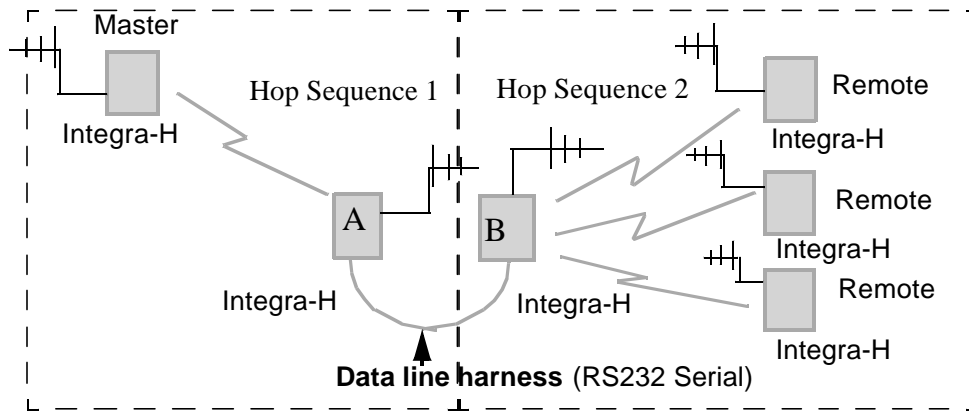 Master
Integra-H
Hop Sequence 1
Hop Sequence 2
Remote
Integra-H
A
B
Remote
Integra-H
Integra-H
Integra-H
Remote
Integra-H
Data line harness (RS232 Serial)